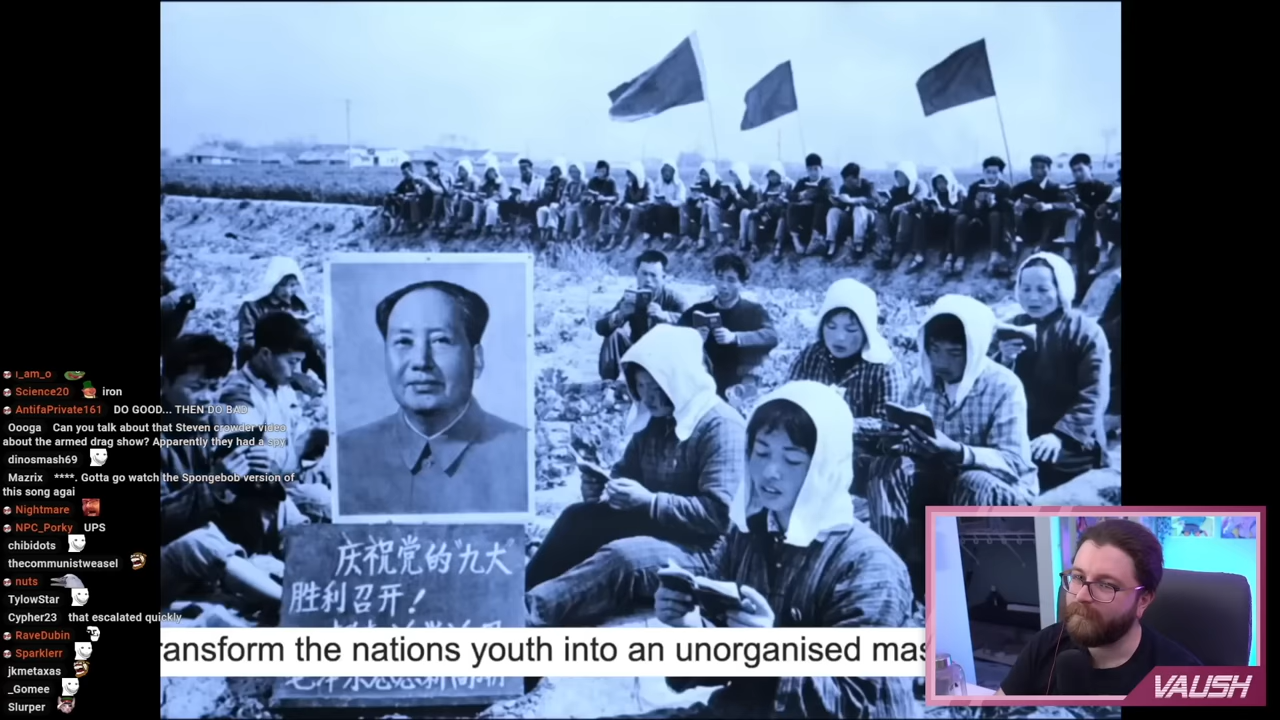 i_am_o
Science20 iron
AntifaPrivate161 DO GOOD... THEN DO BAD
Oooga Can you talk about that Steven crowder video
about the armed drag show? Apparently they had a spy
dinosmash69
Mazrix ****. Gotta go watch the Spongebob version of
this song agai
Nightmare
NPC_Porky UPS
chibidots
thecommunistweasel
nuts
TylowStar
Cypher23 that escalated quickly
RaveDubin
Sparklerr
jkmetaxas
_Gomee
Slurper
庆祝党的九大
胜利召开!
ansform the nations youth into an unorganised mas
VAUSH